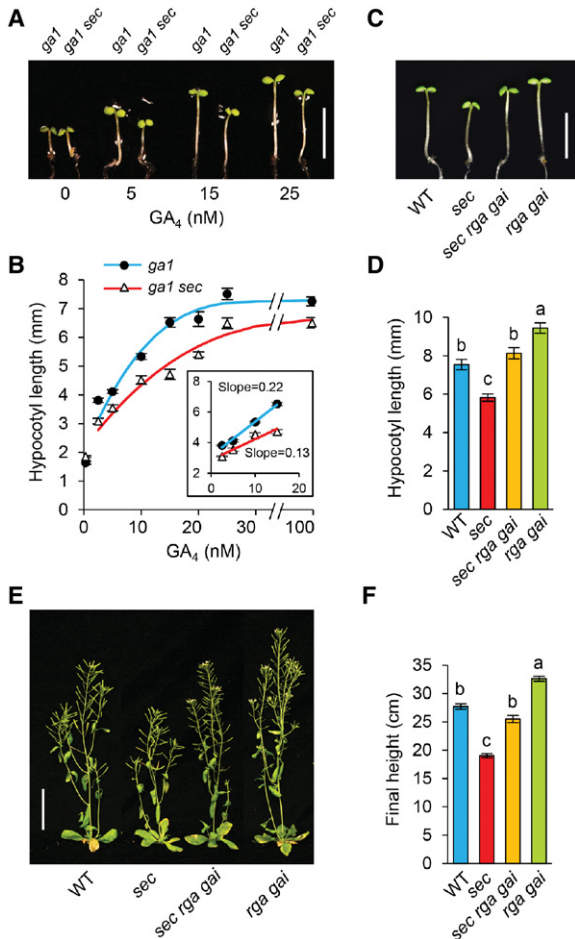 A
ga1
ga1 sec
ga1
ga1 sec
ga1
ga1 sec
ga1
ga1 sec
0 5 15 25
GA4 (nM)
B
ga1
ga1 sec
Hypocotyl length (mm)
8
7
6
5
4
3
2
1
0
0 10 20 30 100
GA4 (nM)
Slope=0.22
Slope=0.13
8
6
4
2
0 10 20
C
WT
sec
sec rga gai
rga gai
D
Hypocotyl length (mm)
10
8
6
4
2
0
b
c
b
a
WT
sec
sec rga gai
rga gai
E
WT
sec
sec rga gai
rga gai
F
Final height (cm)
35
30
25
20
15
10
5
0
b
c
b
a
WT
sec
sec rga gai
rga gai